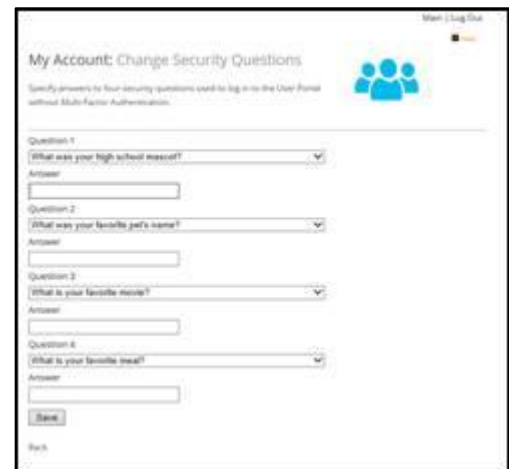 Main | Log Out
My Account: Change Security Questions
Specify answers to four security questions used to log in to the User Portal
without Multi-Factor Authentication.
Question 1
What was your high school mascot?
Answer
Question 2
What was your favorite pet's name?
Answer
Question 3
What is your favorite movie?
Answer
Question 4
What is your favorite meal?
Answer
Save
Back